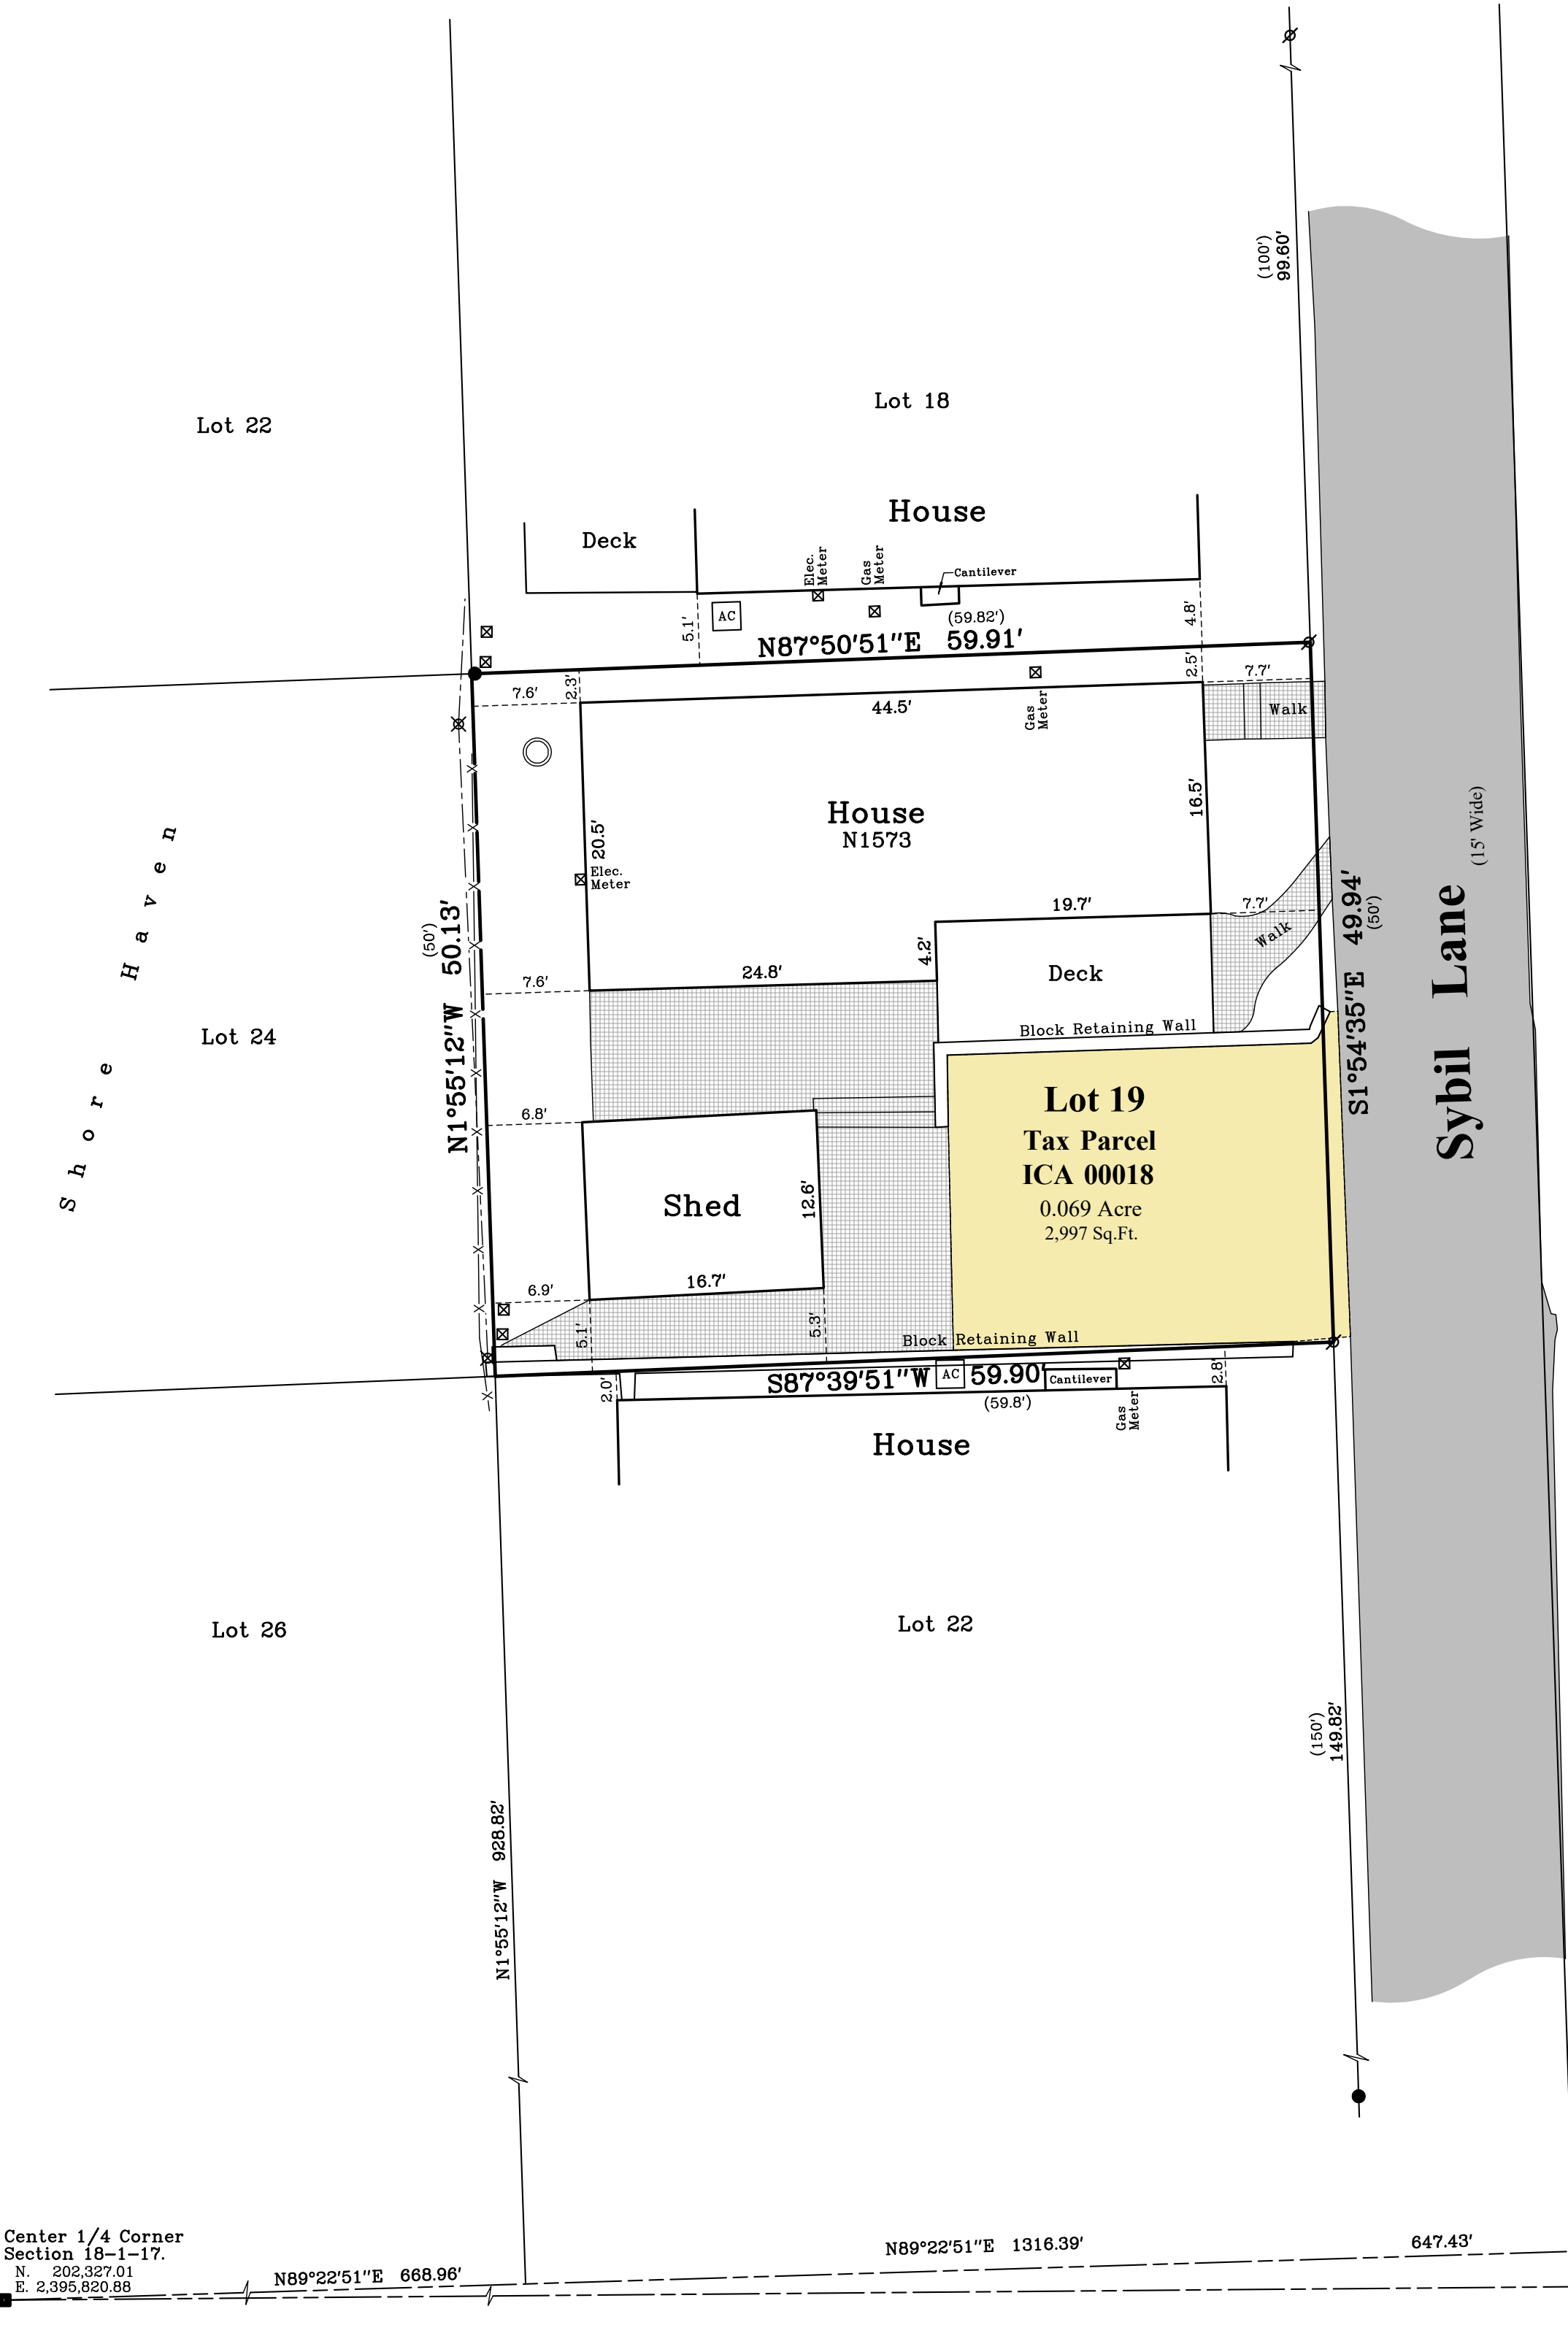 (100')
99.60'
Lot 22
Lot 18
House
Deck
Elec.
Meter
Gas
Meter
Cantilever
AC
5.1'
(59.82')
4.8'
N87°50'51"E 59.91'
7.6'
2.3'
2.5'
7.7'
44.5'
Gas
Meter
Walk
House
N1573
16.5'
20.5'
Elec.
Meter
Shore Haven
(50')
N1°55'12"W 50.13'
19.7'
7.7'
Walk
4.2'
24.8'
7.6'
Deck
Block Retaining Wall
S1°54'35"E 49.94'
(50')
Sybil Lane
(15' Wide)
Lot 24
Lot 19
Tax Parcel
ICA 00018
0.069 Acre
2,997 Sq.Ft.
6.8'
Shed
12.6'
16.7'
6.9'
5.1'
5.3'
Block Retaining Wall
S87°39'51"W
AC
59.90'
Cantilever
2.0'
2.8'
(59.8')
Gas
Meter
House
Lot 26
Lot 22
(150')
149.82'
N1°55'12"W 928.82'
Center 1/4 Corner
Section 18-1-17.
N. 202,327.01
E. 2,395,820.88
N89°22'51"E 668.96'
N89°22'51"E 1316.39'
647.43'